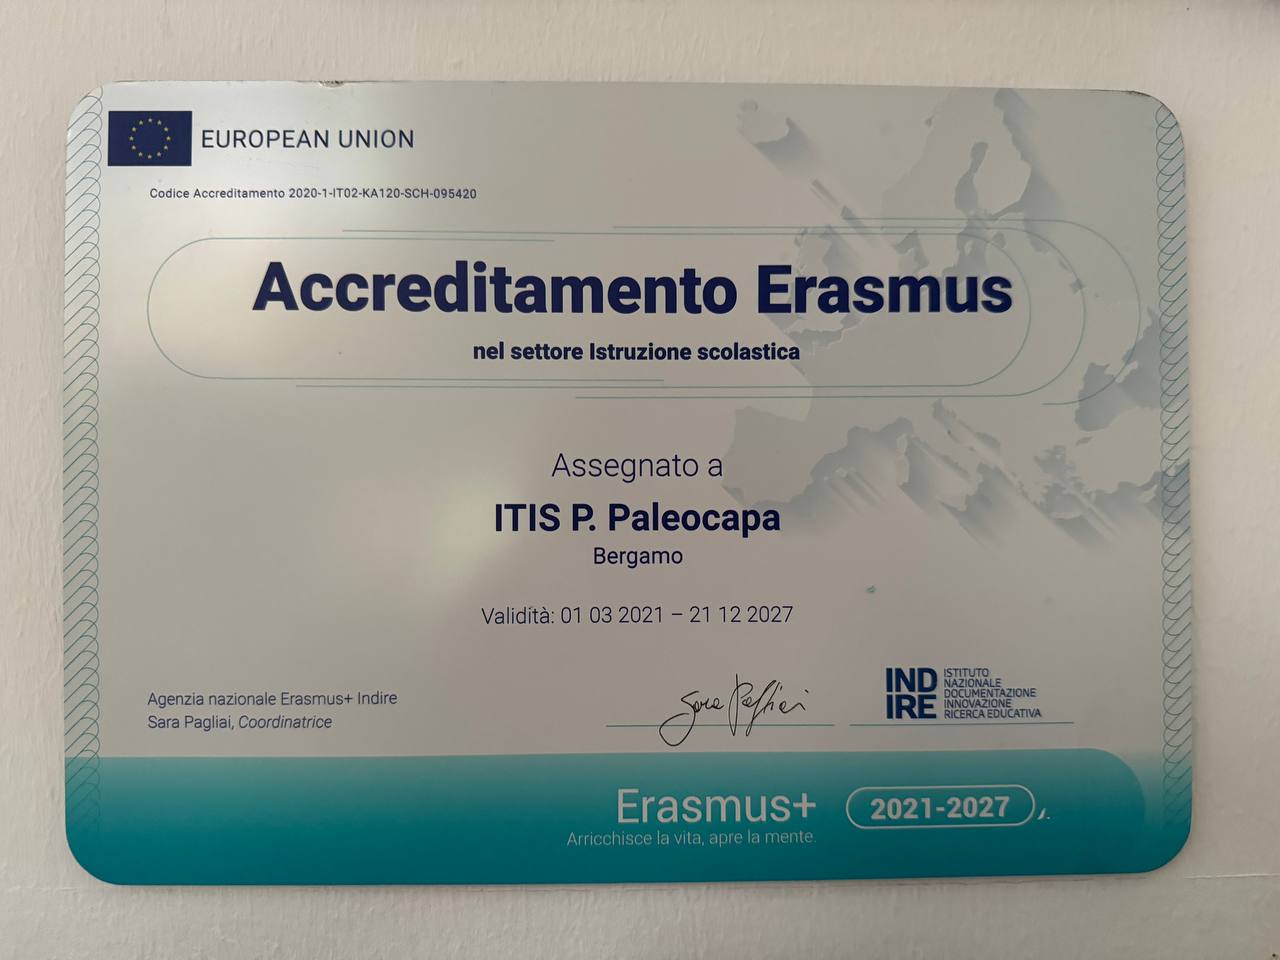 EUROPEAN UNION
Codice Accreditamento 2020-1-IT02-KA120-SCH-095420
Accreditamento Erasmus
nel settore Istruzione scolastica
Assegnato a
ITIS P. Paleocapa
Bergamo
Validità: 01 03 2021 – 21 12 2027
Agenzia nazionale Erasmus+ Indire
Sara Pagliai, Coordinatrice
Sara Pagliai
IND
IRE
ISTITUTO
NAZIONALE
DOCUMENTAZIONE
INNOVAZIONE
RICERCA EDUCATIVA
Erasmus+
2021-2027
Arricchisce la vita, apre la mente.